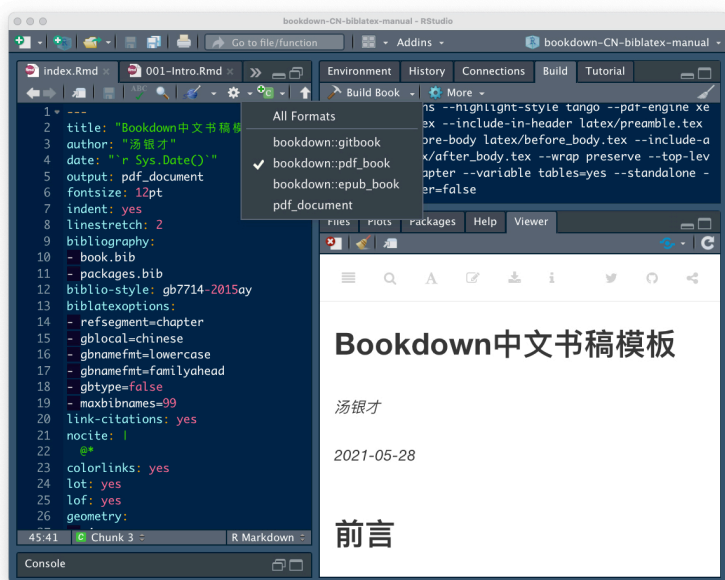 bookdown-CN-biblatex-manual - RStudio
Go to file/function
Addins
bookdown-CN-biblatex-manual
index.Rmd
001-Intro.Rmd
ABC
1 ---
2 title: "Bookdown中文书稿模
3 author: "汤银才"
4 date: "`r Sys.Date()`"
5 output: pdf_document
6 fontsize: 12pt
7 indent: yes
8 linestretch: 2
9 bibliography:
10 - book.bib
11 - packages.bib
12 biblio-style: gb7714-2015ay
13 biblatexoptions:
14 - refsegment=chapter
15 - gblocal=chinese
16 - gbnamefmt=lowercase
17 - gbnamefmt=familyahead
18 - gbtype=false
19 - maxbibnames=99
20 link-citations: yes
21 nocite: |
22 @*
23 colorlinks: yes
24 lot: yes
25 lof: yes
26 geometry:
45:41
C Chunk 3
R Markdown
Console
All Formats
bookdown::gitbook
bookdown::pdf_book
bookdown::epub_book
pdf_document
Environment
History
Connections
Build
Tutorial
Build Book
More
ns --highlight-style tango --pdf-engine xe
ex --include-in-header latex/preamble.tex
ore-body latex/before_body.tex --include-a
x/after_body.tex --wrap preserve --top-lev
apter --variable tables=yes --standalone -
er=false
Files
Plots
Packages
Help
Viewer
Bookdown中文书稿模板
汤银才
2021-05-28
前言